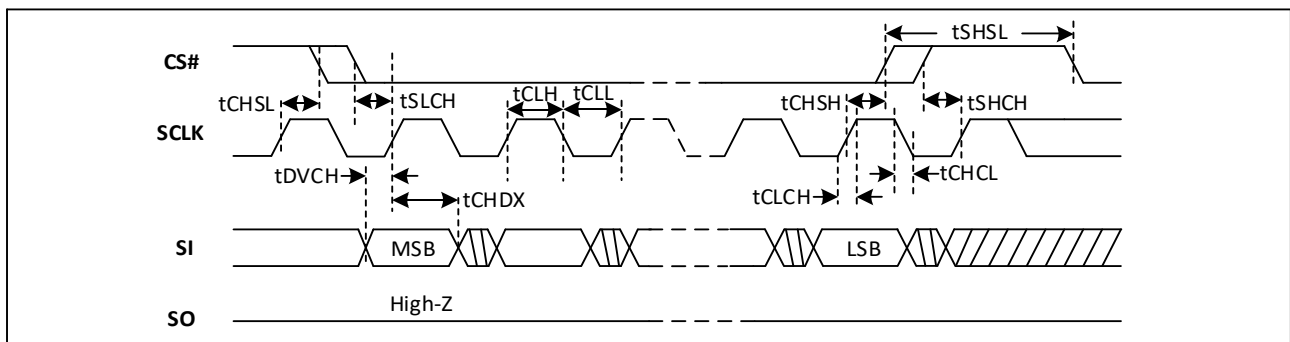 tSHSL
CS#
tCHSL
tSLCH
tCLH
tCLL
tCHSH
tSHCH
SCLK
tDVCH
tCHDX
tCLCH
tCHCL
SI
MSB
LSB
High-Z
SO